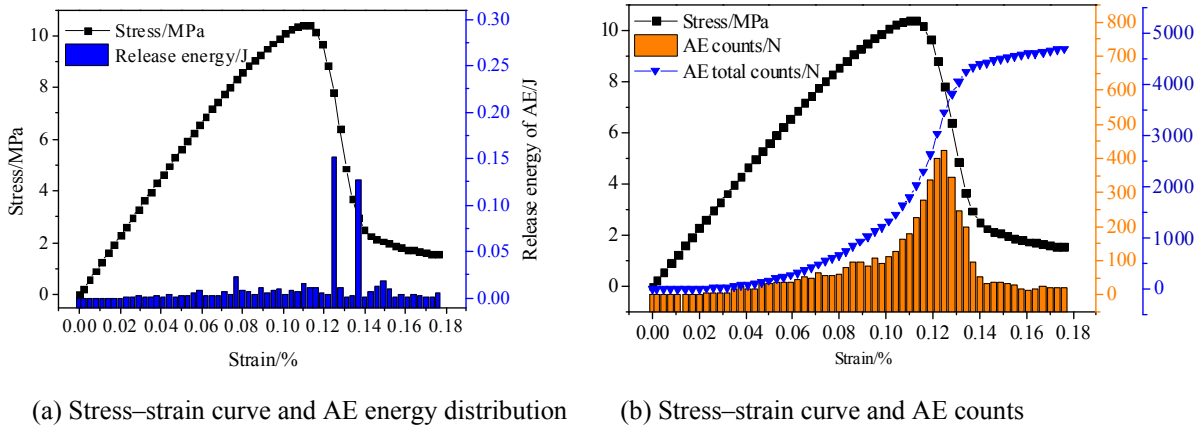 Stress/MPa
Release energy/J
10
8
6
4
2
0
Stress/MPa
0.30
0.25
0.20
0.15
0.10
0.05
0.00
Release energy of AE/J
0.00 0.02 0.04 0.06 0.08 0.10 0.12 0.14 0.16 0.18
Strain/%
(a) Stress–strain curve and AE energy distribution
Stress/MPa
AE counts/N
AE total counts/N
10
8
6
4
2
0
800
700
600
500
400
300
200
100
0
5000
4000
3000
2000
1000
0
0.00 0.02 0.04 0.06 0.08 0.10 0.12 0.14 0.16 0.18
Strain/%
(b) Stress–strain curve and AE counts